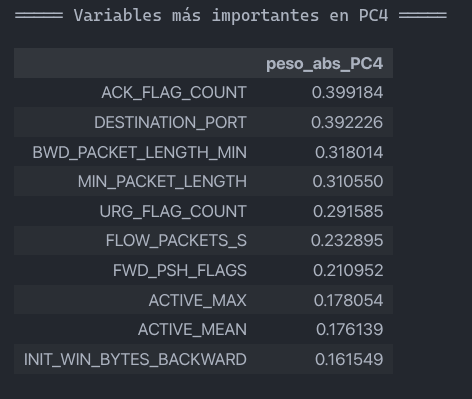 ===== Variables más importantes en PC4 =====
peso_abs_PC4
ACK_FLAG_COUNT 0.399184
DESTINATION_PORT 0.392226
BWD_PACKET_LENGTH_MIN 0.318014
MIN_PACKET_LENGTH 0.310550
URG_FLAG_COUNT 0.291585
FLOW_PACKETS_S 0.232895
FWD_PSH_FLAGS 0.210952
ACTIVE_MAX 0.178054
ACTIVE_MEAN 0.176139
INIT_WIN_BYTES_BACKWARD 0.161549